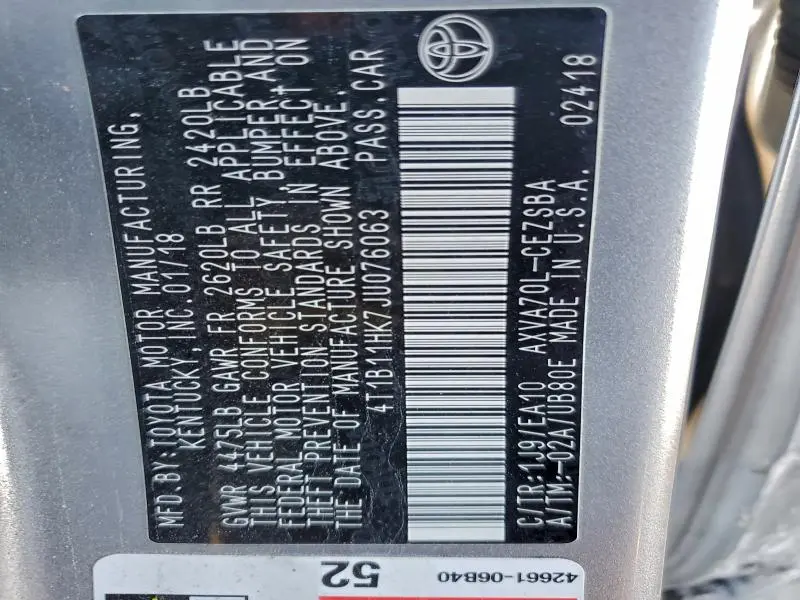 MFD.BY:TOYOTA MOTOR MANUFACTURING,
KENTUCKY, INC.01/18
GVWR 4475LB GAWR FR 2620LB RR 2420LB
THIS VEHICLE CONFORMS TO ALL APPLICABLE
FEDERAL MOTOR VEHICLE SAFETY, BUMPER, AND
THEFT PREVENTION STANDARDS IN EFFECT ON
THE DATE OF MANUFACTURE SHOWN ABOVE.
4T1B11HK7JU076063 PASS.CAR
C/TR:1J9/EA10 AXVA70L-CEZSBA
A/TM:-02A/UB80E MADE IN U.S.A. 02418
52
42661-06B40